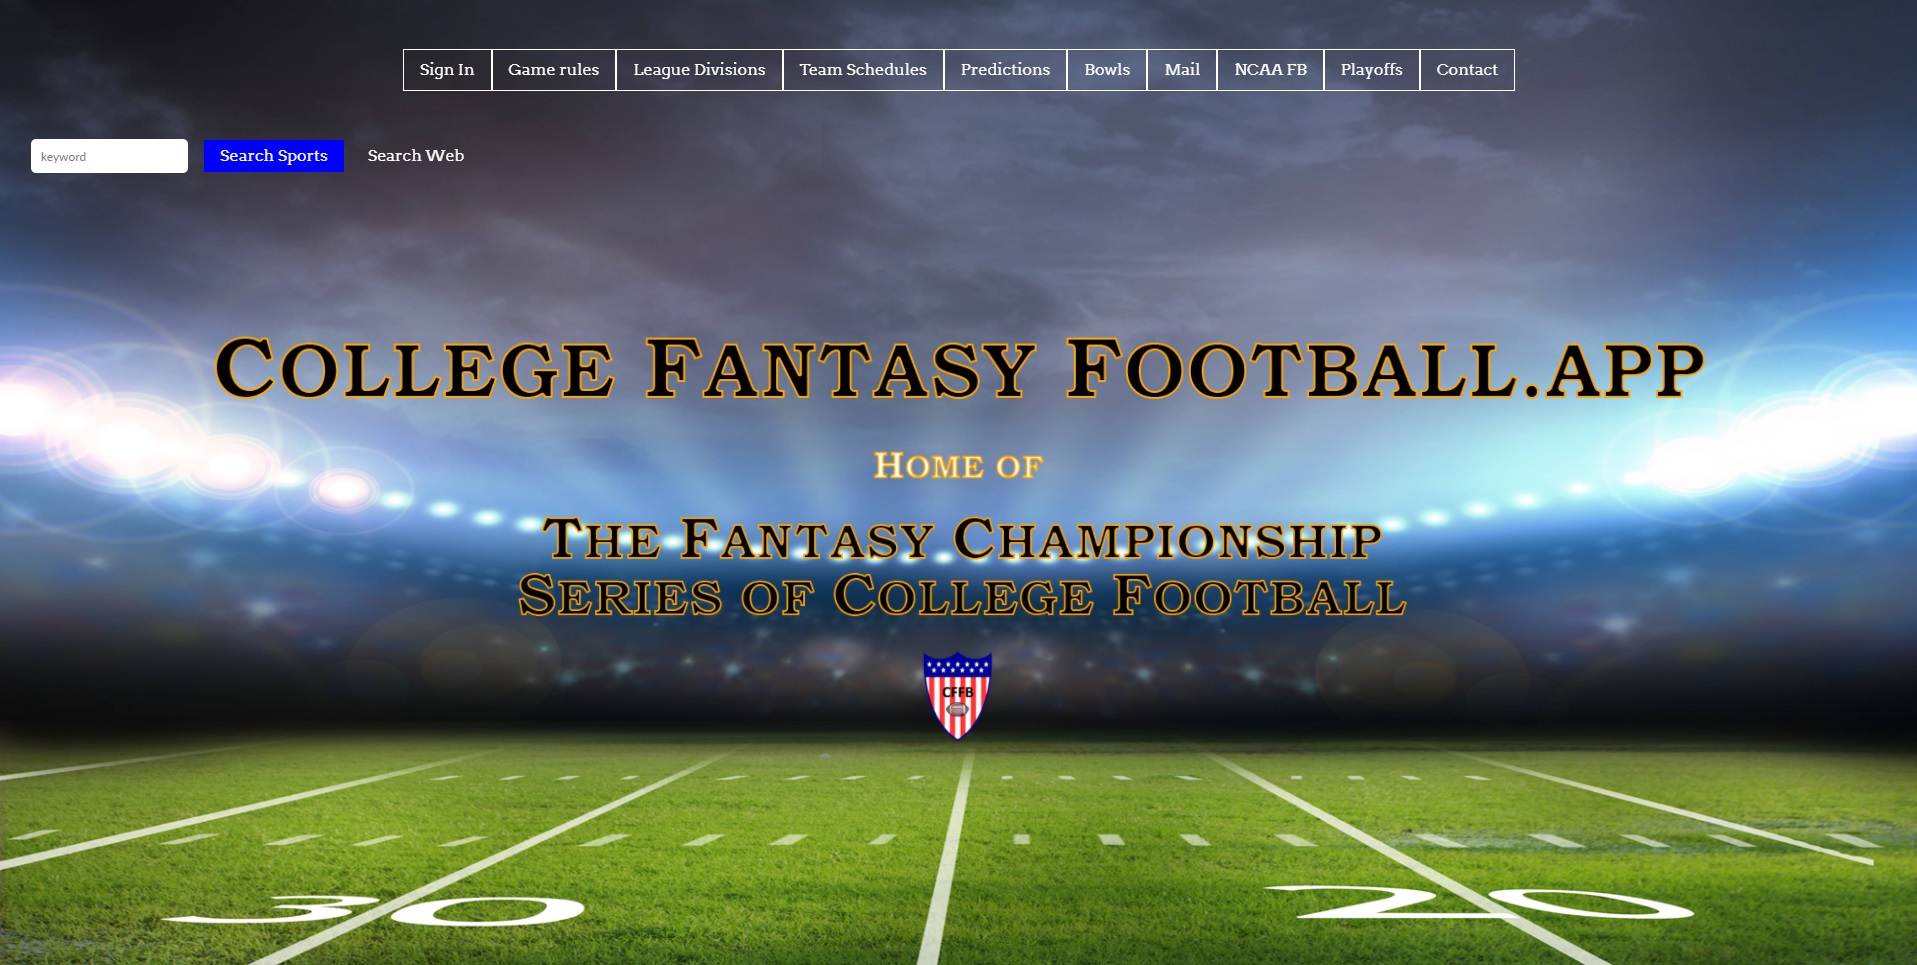 Sign In Game rules League Divisions Team Schedules Predictions Bowls Mail NCAA FB Playoffs Contact
keyword Search Sports Search Web
College Fantasy Football.app
Home of
The Fantasy Championship
Series of College Football
CFFB
30 20